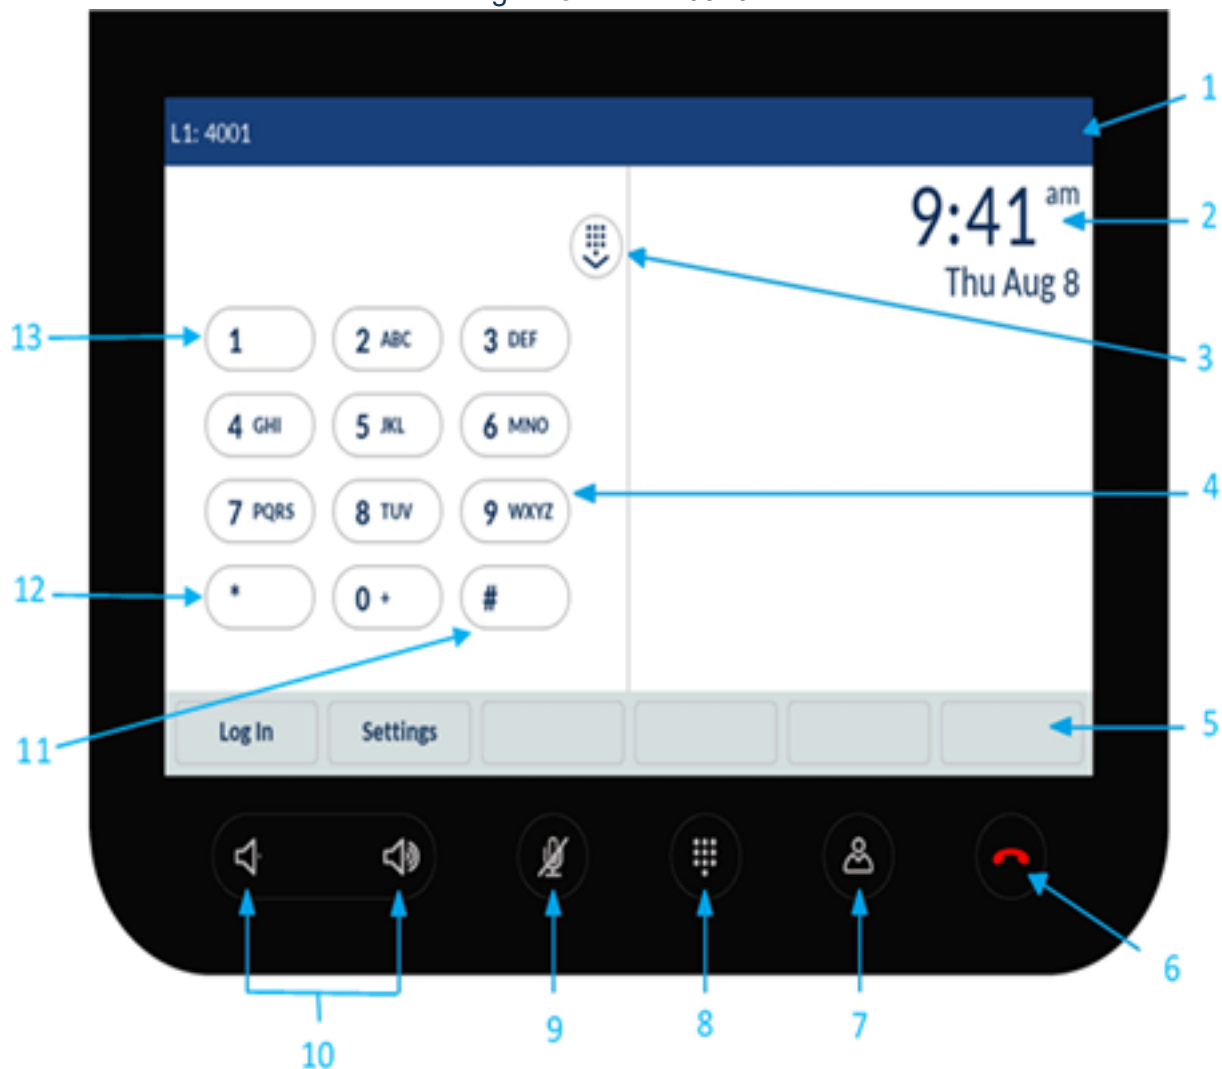 1
L1: 4001
9:41 am
2
Thu Aug 8
13
1
2 ABC
3 DEF
3
4 GHI
5 JKL
6 MNO
7 PQRS
8 TUV
9 WXYZ
4
12
*
0 +
#
11
Log In
Settings
5
6
7
8
9
10